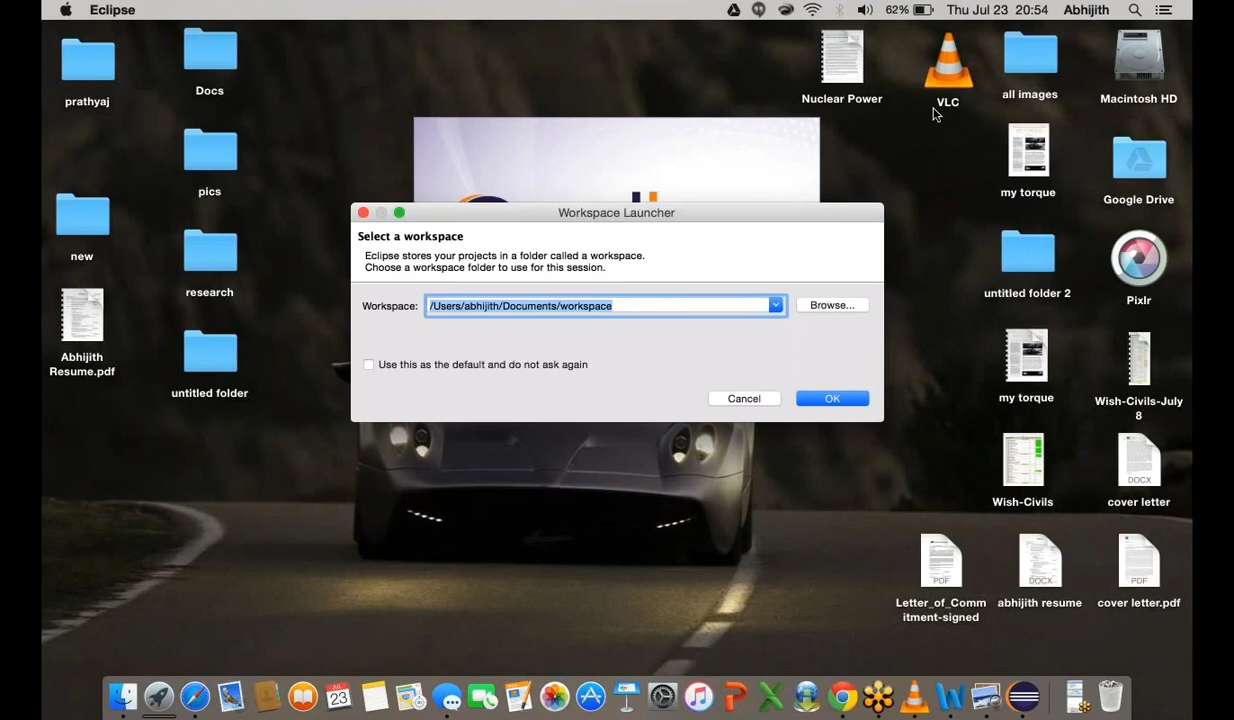 Eclipse
62%
Thu Jul 23 20:54
Abhijith
prathyaj
Docs
Nuclear Power
VLC
all images
Macintosh HD
pics
my torque
Google Drive
new
research
untitled folder 2
Pixlr
Abhijith
Resume.pdf
untitled folder
my torque
Wish-Civils-July
8
Wish-Civils
DOCX
cover letter
PDF
Letter_of_Comm
itment-signed
DOCX
abhijith resume
PDF
cover letter.pdf
Workspace Launcher
Select a workspace
Eclipse stores your projects in a folder called a workspace.
Choose a workspace folder to use for this session.
Workspace:
/Users/abhijith/Documents/workspace
Browse...
Use this as the default and do not ask again
Cancel
OK
23